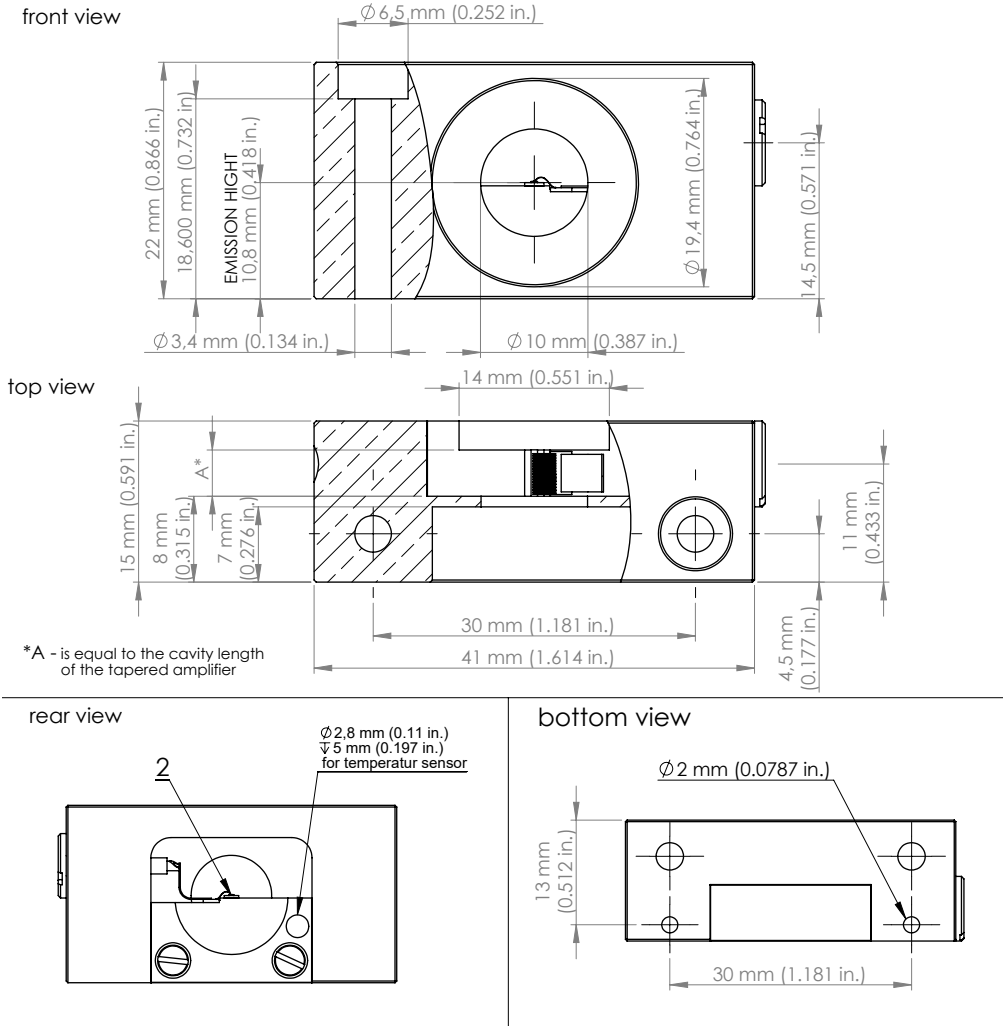 front view
Ø6,5 mm (0.252 in.)
22 mm (0.866 in.)
18,600 mm (0.732 in.)
EMISSION HIGHT
10,8 mm (0.418 in.)
Ø19,4 mm (0.764 in.)
14,5 mm (0.571 in.)
Ø3,4 mm (0.134 in.)
Ø10 mm (0.387 in.)
top view
14 mm (0.551 in.)
15 mm (0.591 in.)
A*
8 mm
(0.315 in.)
7 mm
(0.276 in.)
11 mm
(0.433 in.)
30 mm (1.181 in.)
41 mm (1.614 in.)
4,5 mm
(0.177 in.)
*A - is equal to the cavity length
of the tapered amplifier
rear view
Ø2,8 mm (0.11 in.)
↧5 mm (0.197 in.)
for temperatur sensor
2
bottom view
Ø2 mm (0.0787 in.)
13 mm
(0.512 in.)
30 mm (1.181 in.)